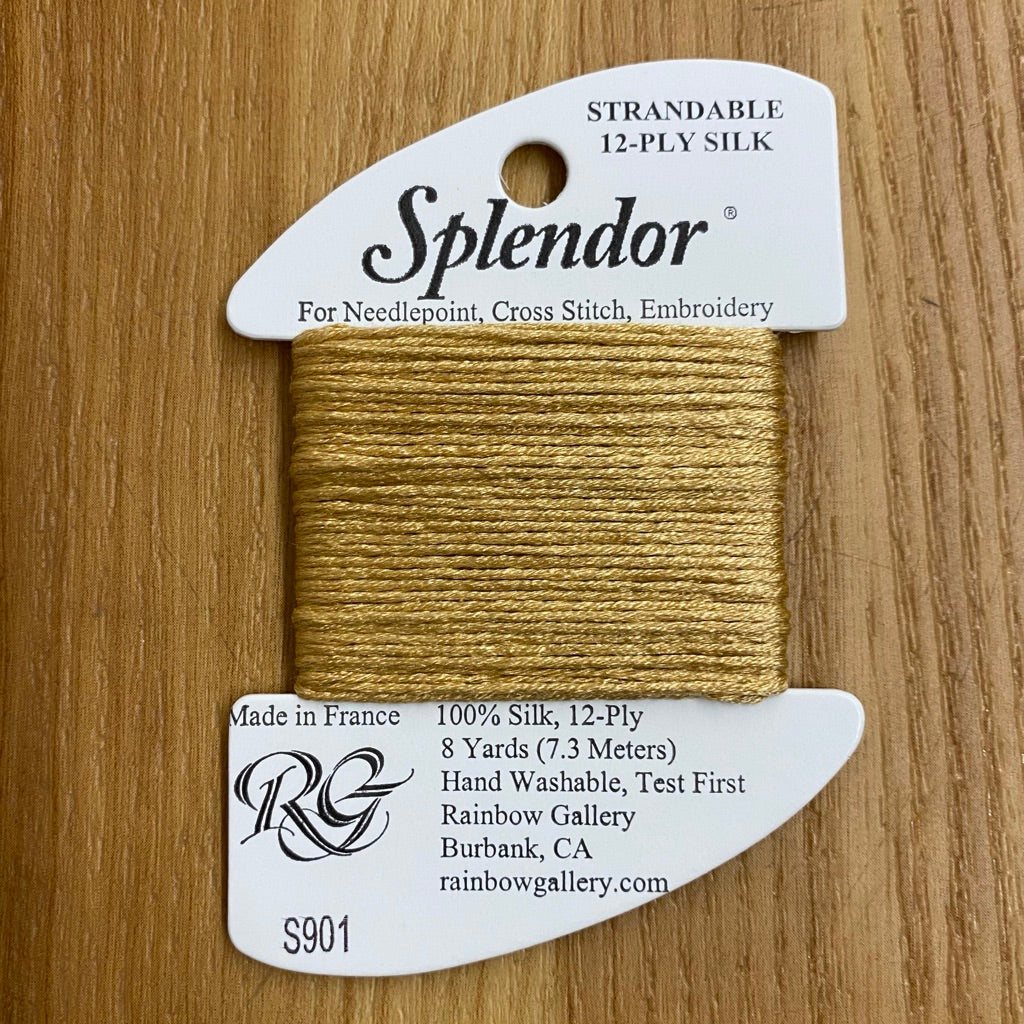 STRANDABLE
12-PLY SILK
Splendor ®
For Needlepoint, Cross Stitch, Embroidery
Made in France
100% Silk, 12-Ply
8 Yards (7.3 Meters)
Hand Washable, Test First
Rainbow Gallery
Burbank, CA
rainbowgallery.com
RG
S901